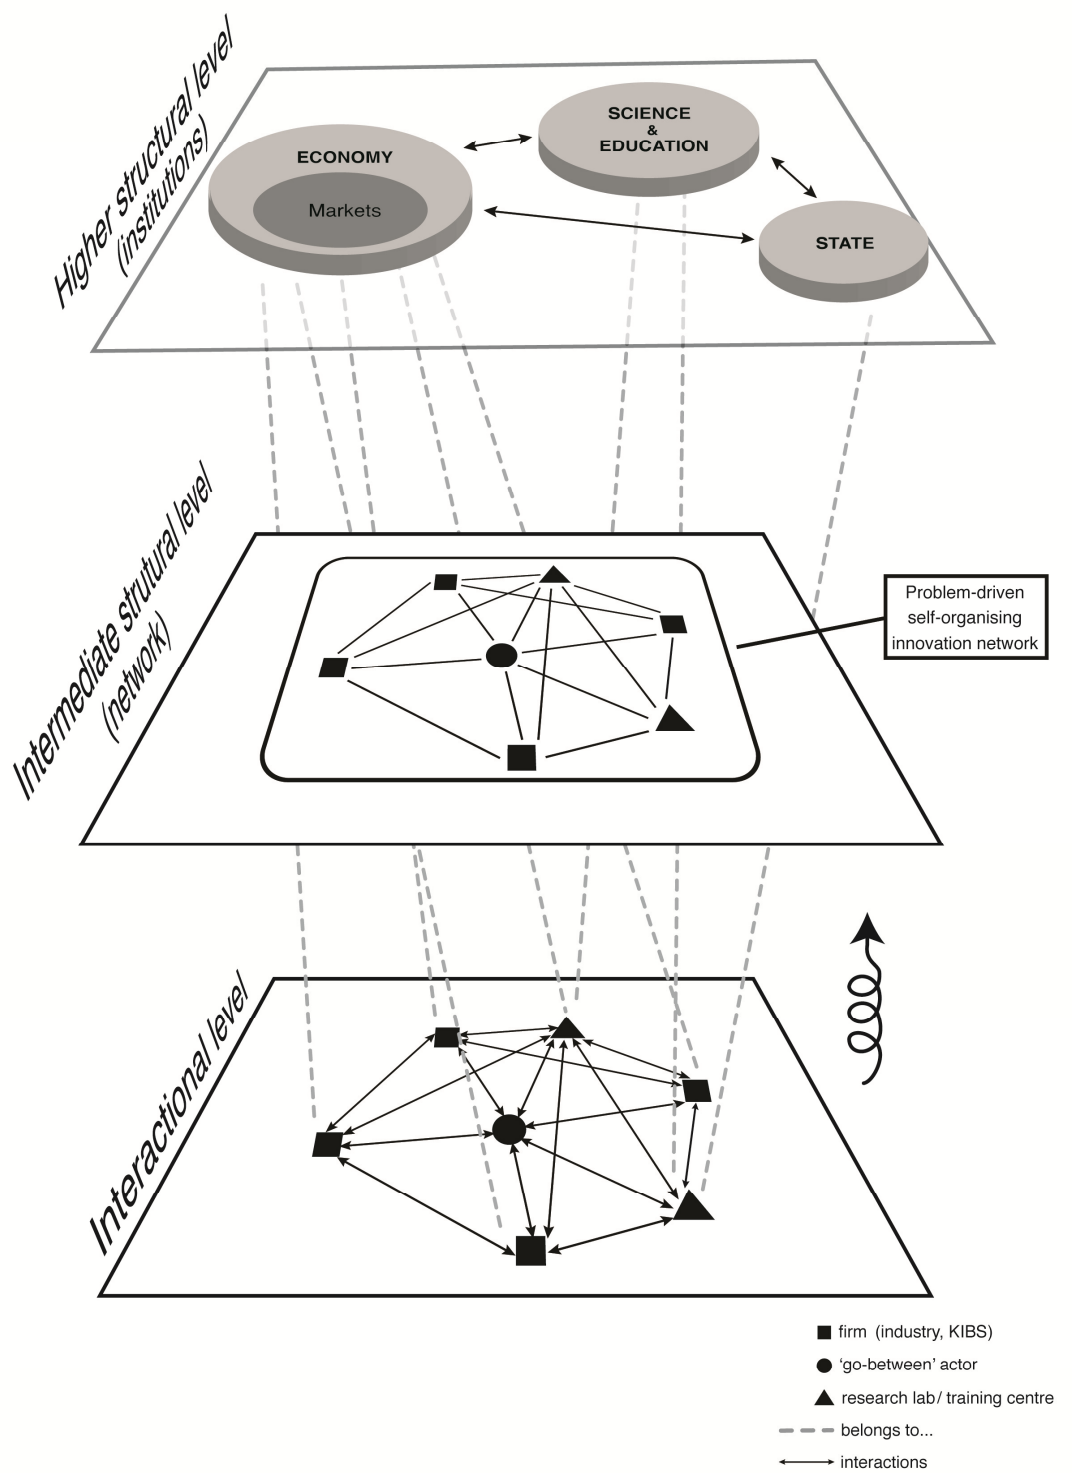 Higher structural level
(institutions)
SCIENCE
&
EDUCATION
ECONOMY
Markets
STATE
Intermediate strutural level
(network)
Problem-driven
self-organising
innovation network
Interactional level
firm (industry, KIBS)
‘go-between’ actor
research lab/ training centre
belongs to...
interactions